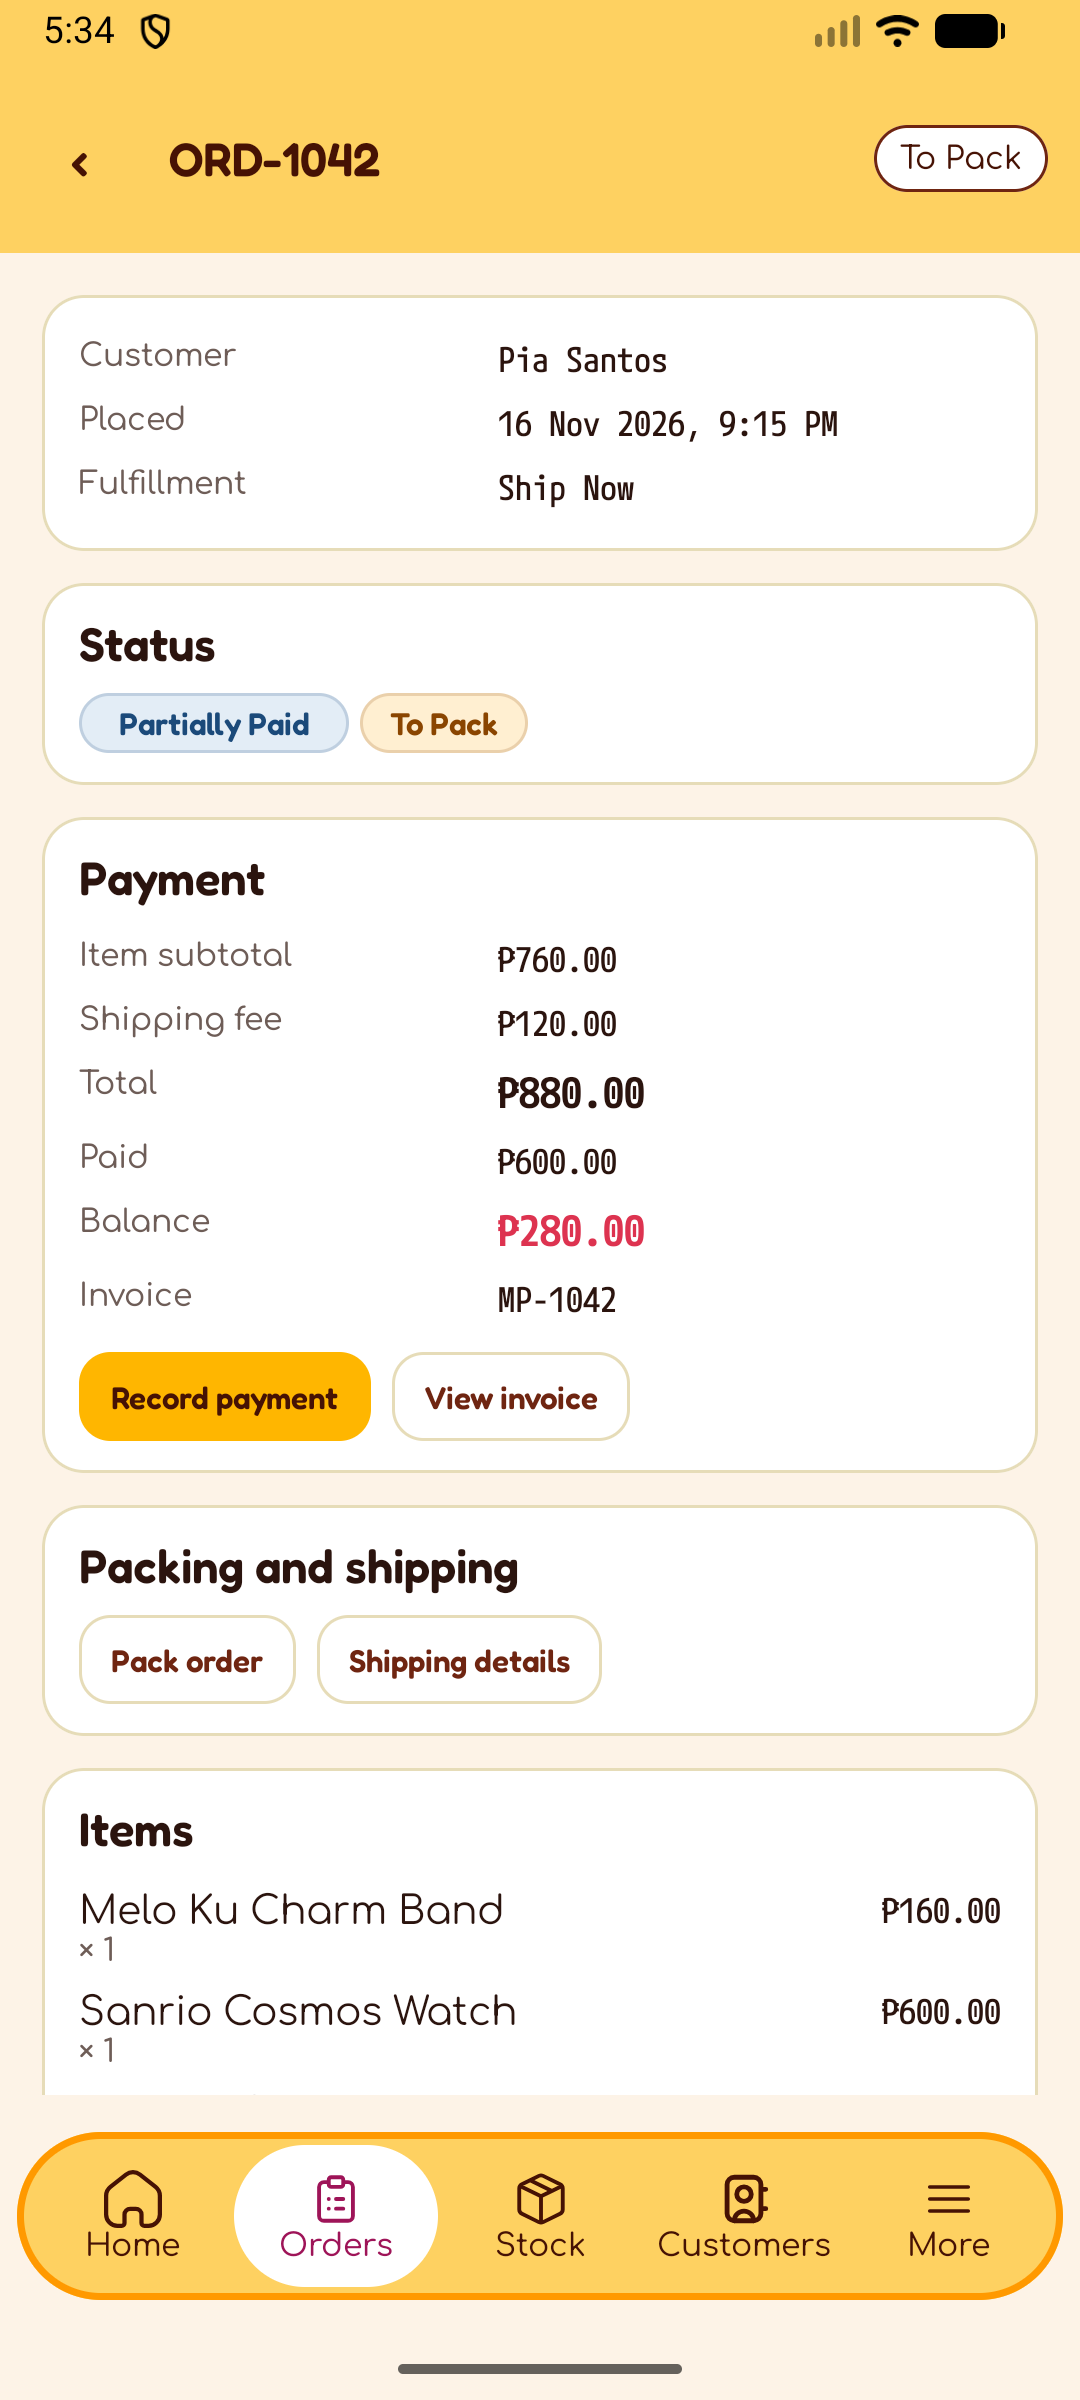 5:34
ORD-1042
To Pack
Customer Pia Santos
Placed 16 Nov 2026, 9:15 PM
Fulfillment Ship Now
Status
Partially Paid To Pack
Payment
Item subtotal ₱760.00
Shipping fee ₱120.00
Total ₱880.00
Paid ₱600.00
Balance ₱280.00
Invoice MP-1042
Record payment View invoice
Packing and shipping
Pack order Shipping details
Items
Melo Ku Charm Band ₱160.00
× 1
Sanrio Cosmos Watch ₱600.00
× 1
Home Orders Stock Customers More